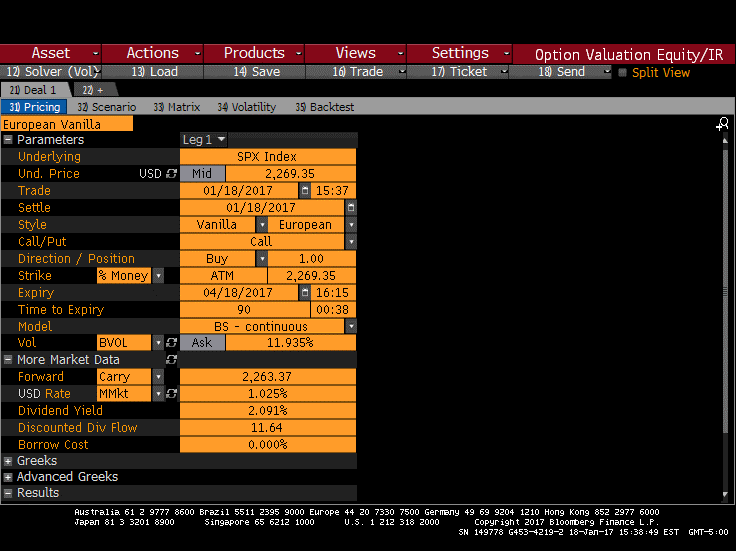 Asset Actions Products Views Settings Option Valuation Equity/IR
12) Solver (Vol) 13) Load 14) Save 16) Trade 17) Ticket 18) Send Split View
21) Deal 1 22) +
31) Pricing 32) Scenario 33) Matrix 34) Volatility 35) Backtest
European Vanilla
Parameters Leg 1
Underlying SPX Index
Und. Price USD Mid 2,269.35
Trade 01/18/2017 15:37
Settle 01/18/2017
Style Vanilla European
Call/Put Call
Direction / Position Buy 1.00
Strike % Money ATM 2,269.35
Expiry 04/18/2017 16:15
Time to Expiry 90 00:38
Model BS - continuous
Vol BVOL Ask 11.935%
More Market Data
Forward Carry 2,263.37
USD Rate MMkt 1.025%
Dividend Yield 2.091%
Discounted Div Flow 11.64
Borrow Cost 0.000%
Greeks
Advanced Greeks
Results
Australia 61 2 9777 8600 Brazil 5511 2395 9000 Europe 44 20 7330 7500 Germany 49 69 9204 1210 Hong Kong 852 2977 6000
Japan 81 3 3201 8900 Singapore 65 6212 1000 U.S. 1 212 318 2000 Copyright 2017 Bloomberg Finance L.P.
SN 149778 G453-4219-2 18-Jan-17 15:38:49 EST GMT-5:00